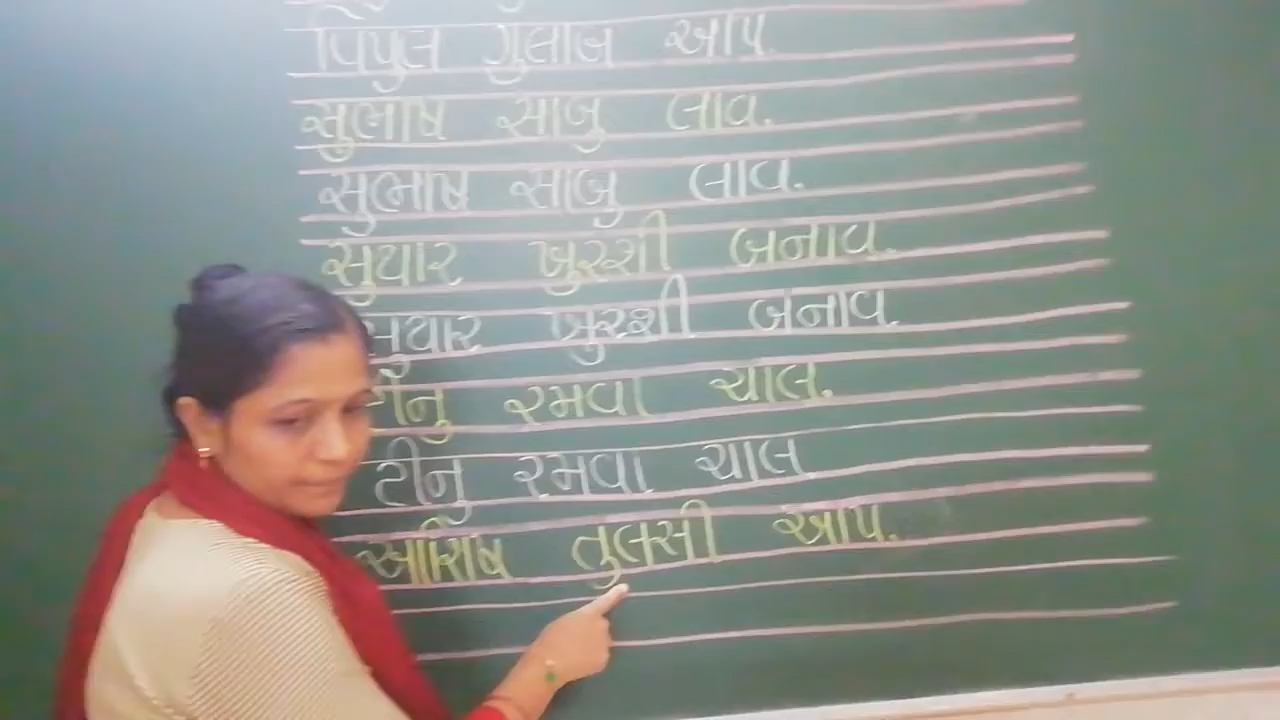 વિપુલ ગુલાબ આપ.
સુભાષ સાબુ લાવ.
સુભાષ સાબુ લાવ.
સુથાર ખુરશી બનાવ.
સુથાર ખુરશી બનાવ.
ટીનુ રમવા ચાલ.
ટીનુ રમવા ચાલ
આશિષ તુલસી આપ.